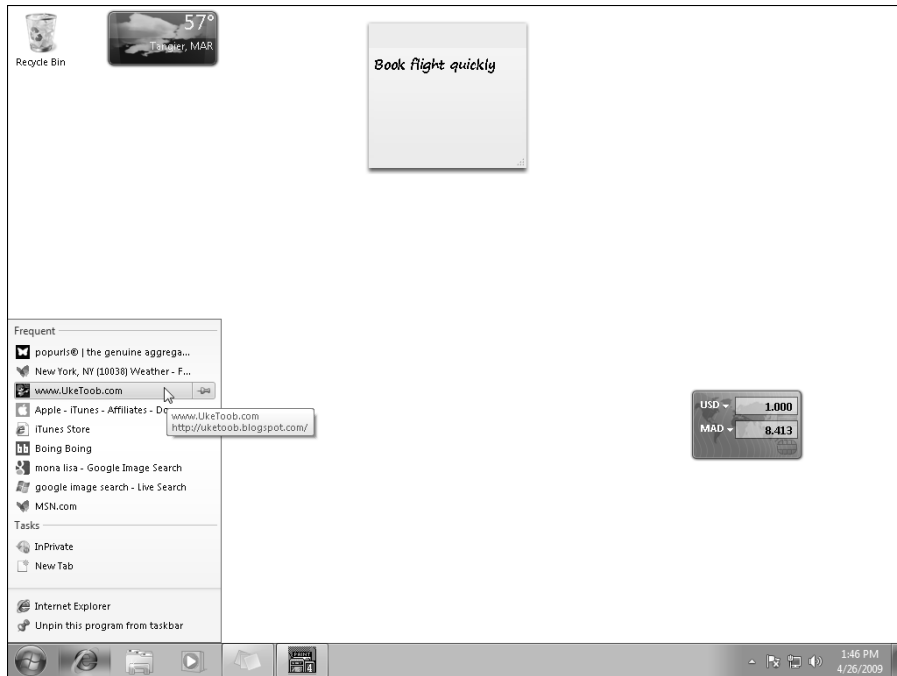 57°
Tangier, MAR
Recycle Bin
Book flight quickly
Frequent
popurls® | the genuine aggrega...
New York, NY (10038) Weather - F...
www.UkeToob.com
Apple - iTunes - Affiliates - Do
www.UkeToob.com
http://uketoob.blogspot.com/
iTunes Store
Boing Boing
mona lisa - Google Image Search
google image search - Live Search
MSN.com
Tasks
InPrivate
New Tab
Internet Explorer
Unpin this program from taskbar
USD 1.000
MAD 8.413
PRINT
4
1:46 PM
4/26/2009